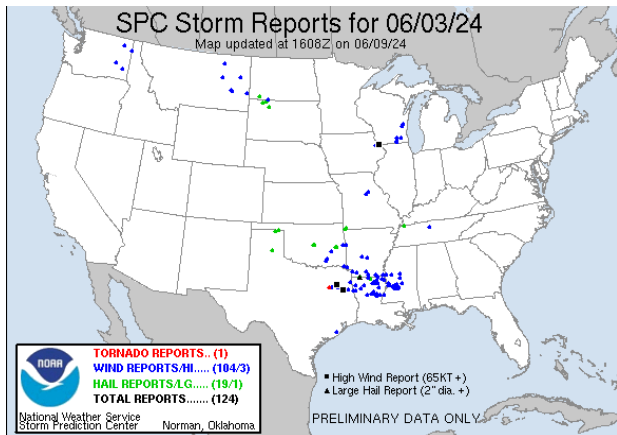 SPC Storm Reports for 06/03/24
Map updated at 1608Z on 06/09/24
NOAA
TORNADO REPORTS.. (1)
WIND REPORTS/HI..... (104/3)
HAIL REPORTS/LG..... (19/1)
TOTAL REPORTS....... (124)
National Weather Service
Storm Prediction Center Norman, Oklahoma
High Wind Report (65KT +)
Large Hail Report (2" dia. +)
PRELIMINARY DATA ONLY